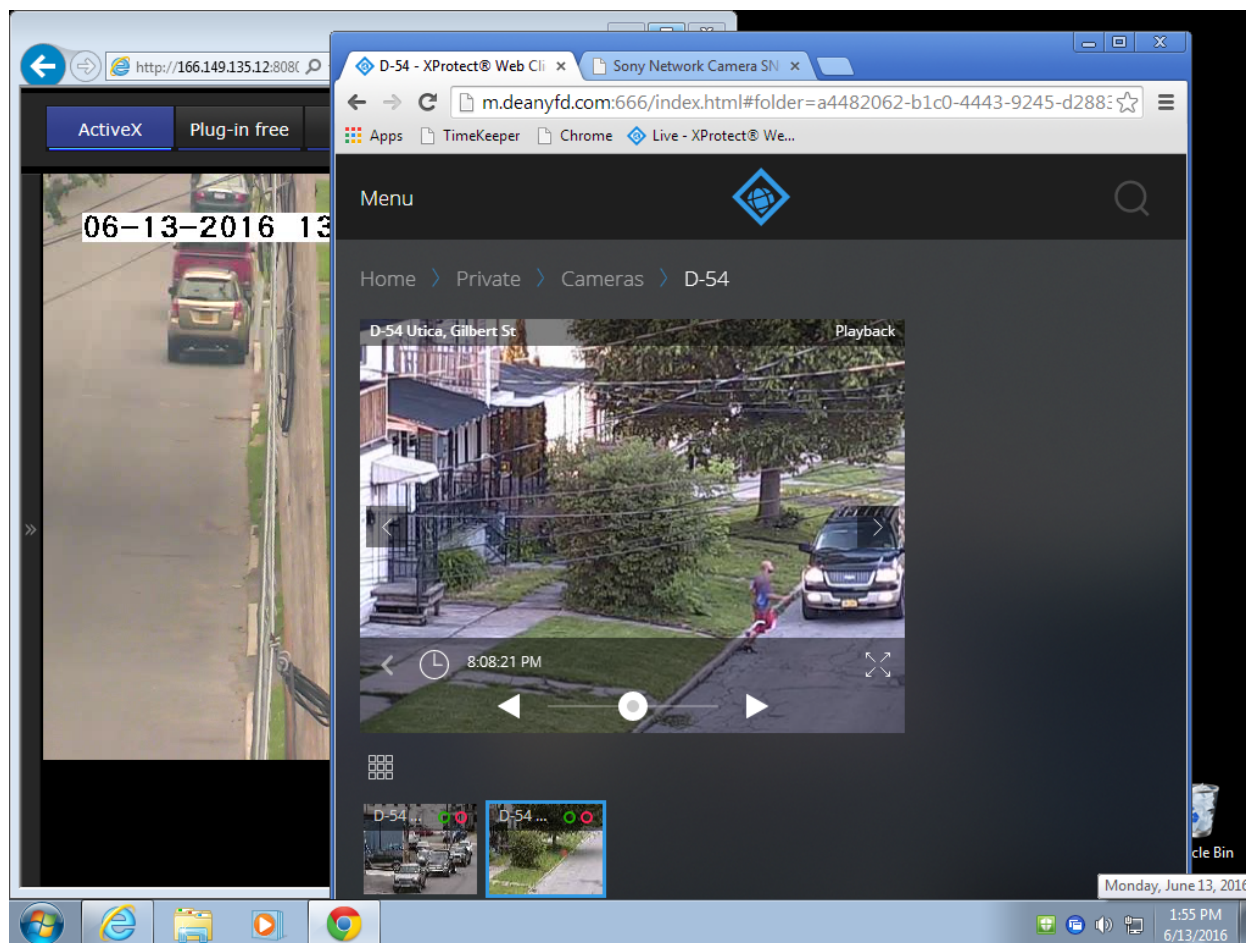 http://166.149.135.12:8080
ActiveX
Plug-in free
06-13-2016 13
D-54 - XProtect® Web Cli
Sony Network Camera SN
m.deanyfd.com:666/index.html#folder=a4482062-b1c0-4443-9245-d288
Apps
TimeKeeper
Chrome
Live - XProtect® We...
Menu
Home
Private
Cameras
D-54
D-54 Utica, Gilbert St
Playback
8:08:21 PM
D-54 ...
D-54 ...
cle Bin
Monday, June 13, 2016
1:55 PM
6/13/2016